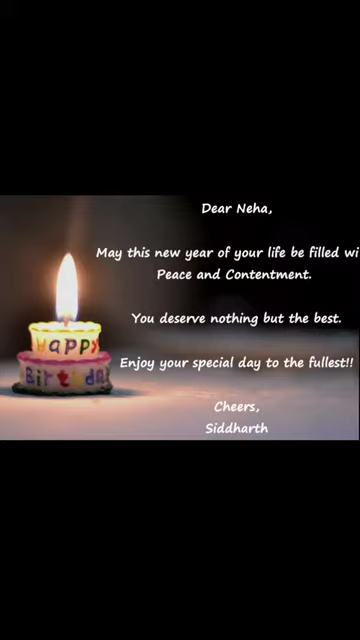 Dear Neha,
May this new year of your life be filled
Peace and Contentment.
You deserve nothing but the best.
Enjoy your special day to the fullest!!
Cheers,
Siddharth
Happy
Birthday